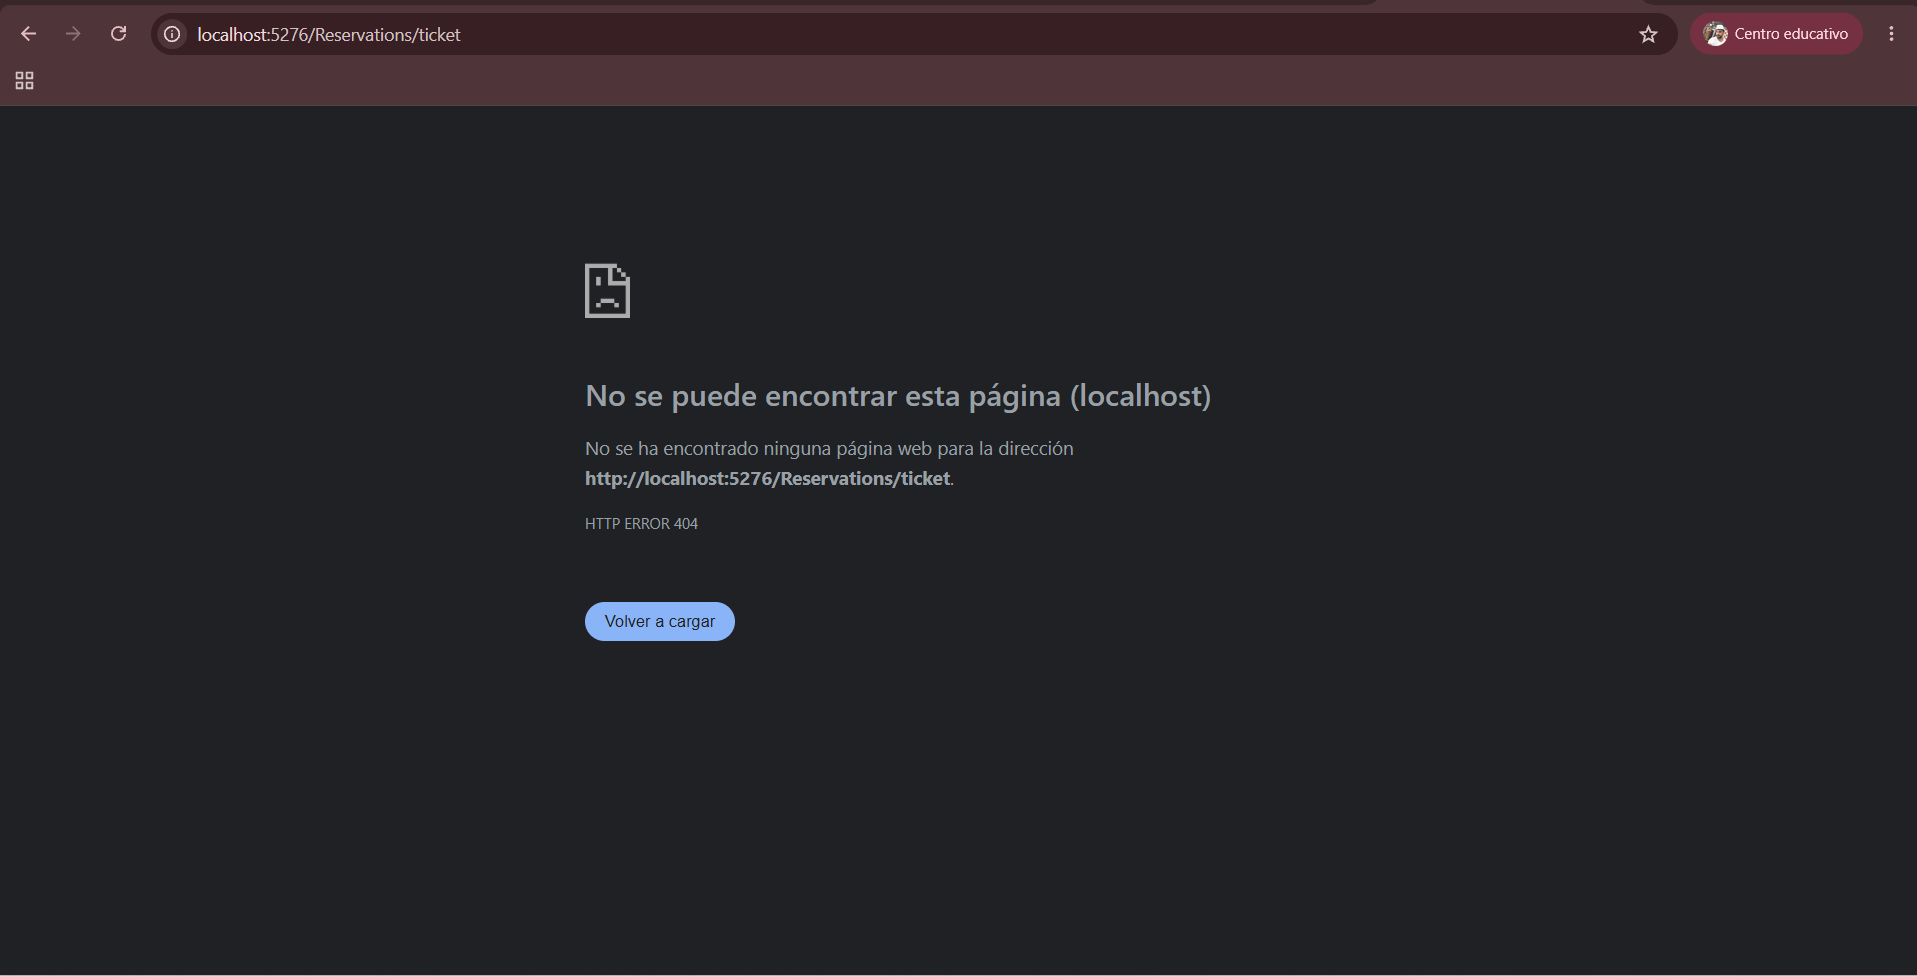 localhost:5276/Reservations/ticket
Centro educativo
No se puede encontrar esta página (localhost)
No se ha encontrado ninguna página web para la dirección
http://localhost:5276/Reservations/ticket.
HTTP ERROR 404
Volver a cargar